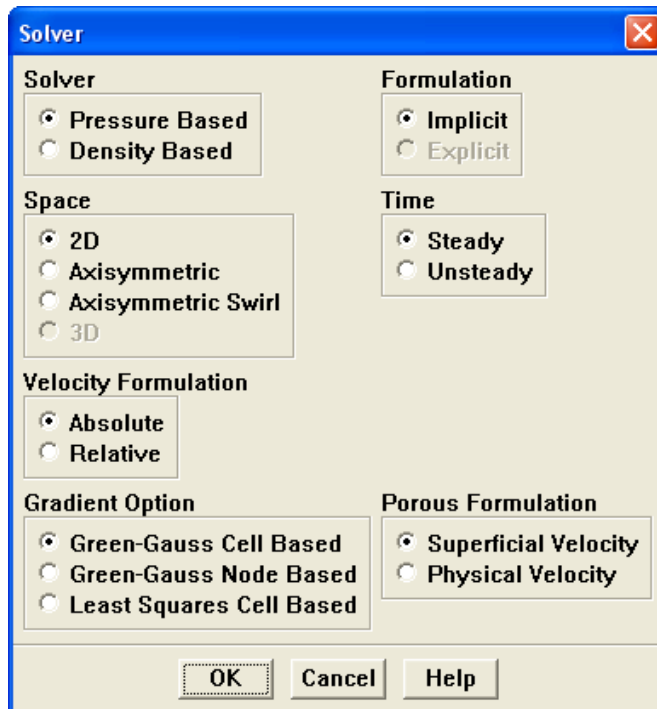 Solver
Solver
Pressure Based
Density Based
Formulation
Implicit
Explicit
Space
2D
Axisymmetric
Axisymmetric Swirl
3D
Time
Steady
Unsteady
Velocity Formulation
Absolute
Relative
Gradient Option
Green-Gauss Cell Based
Green-Gauss Node Based
Least Squares Cell Based
Porous Formulation
Superficial Velocity
Physical Velocity
OK
Cancel
Help